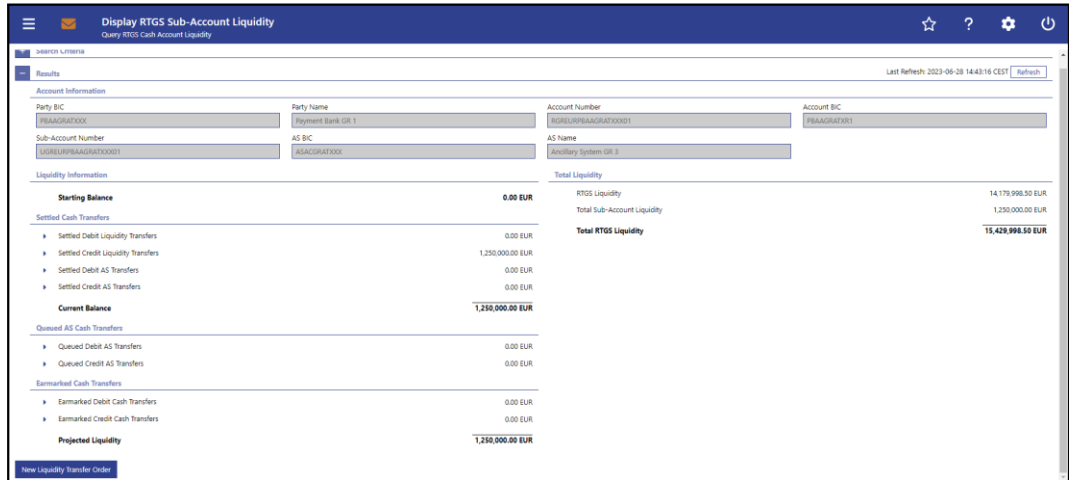 Display RTGS Sub-Account Liquidity
Query RTGS Cash Account Liquidity
Search Criteria
Results
Last Refresh: 2023-06-28 14:43:16 CEST Refresh
Account Information
Party BIC Party Name Account Number Account BIC
PBAAGRATXXX Payment Bank GR 1 RGREURPBAAGRATXXX01 PBAAGRATXR1
Sub-Account Number AS BIC AS Name
UGREURPBAAGRATXXX01 ASACGRATXXX Ancillary System GR 3
Liquidity Information Total Liquidity
Starting Balance 0.00 EUR
RTGS Liquidity 14,179,998.50 EUR
Settled Cash Transfers
Total Sub-Account Liquidity 1,250,000.00 EUR
Settled Debit Liquidity Transfers 0.00 EUR
Total RTGS Liquidity 15,429,998.50 EUR
Settled Credit Liquidity Transfers 1,250,000.00 EUR
Settled Debit AS Transfers 0.00 EUR
Settled Credit AS Transfers 0.00 EUR
Current Balance 1,250,000.00 EUR
Queued AS Cash Transfers
Queued Debit AS Transfers 0.00 EUR
Queued Credit AS Transfers 0.00 EUR
Earmarked Cash Transfers
Earmarked Debit Cash Transfers 0.00 EUR
Earmarked Credit Cash Transfers 0.00 EUR
Projected Liquidity 1,250,000.00 EUR
New Liquidity Transfer Order